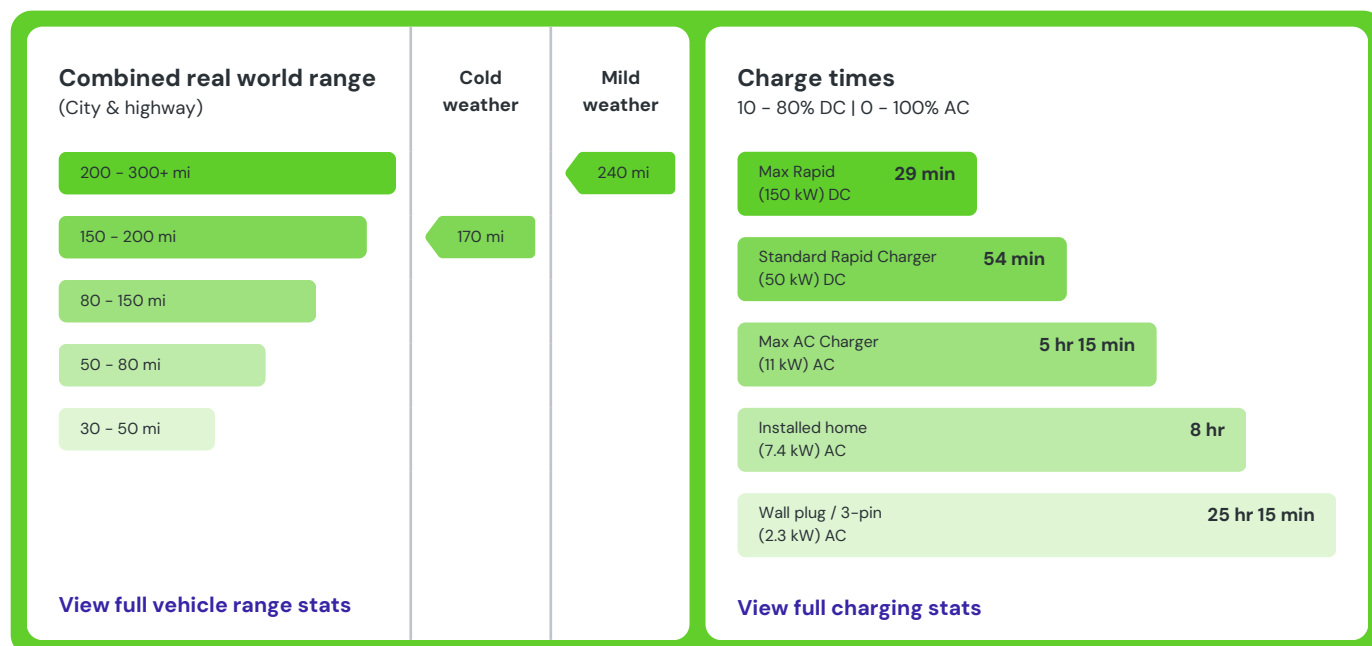 Combined real world range
(City & highway)
Cold
weather
Mild
weather
200 - 300+ mi
240 mi
150 - 200 mi
170 mi
80 - 150 mi
50 - 80 mi
30 - 50 mi
View full vehicle range stats
Charge times
10 - 80% DC | 0 - 100% AC
Max Rapid
(150 kW) DC
29 min
Standard Rapid Charger
(50 kW) DC
54 min
Max AC Charger
(11 kW) AC
5 hr 15 min
Installed home
(7.4 kW) AC
8 hr
Wall plug / 3-pin
(2.3 kW) AC
25 hr 15 min
View full charging stats